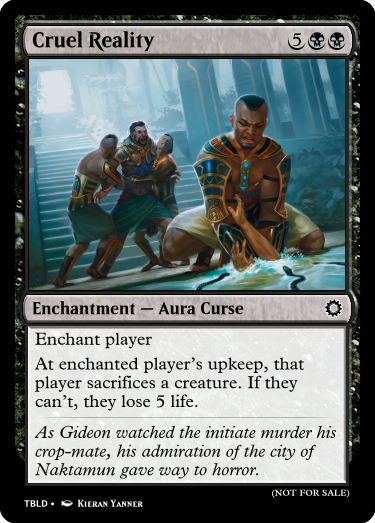 Cruel Reality 5
Enchantment — Aura Curse
Enchant player
At enchanted player's upkeep, that
player sacrifices a creature. If they
can't, they lose 5 life.
As Gideon watched the initiate murder his
crop-mate, his admiration of the city of
Naktamun gave way to horror.
(NOT FOR SALE)
TBLD • Kieran Yanner